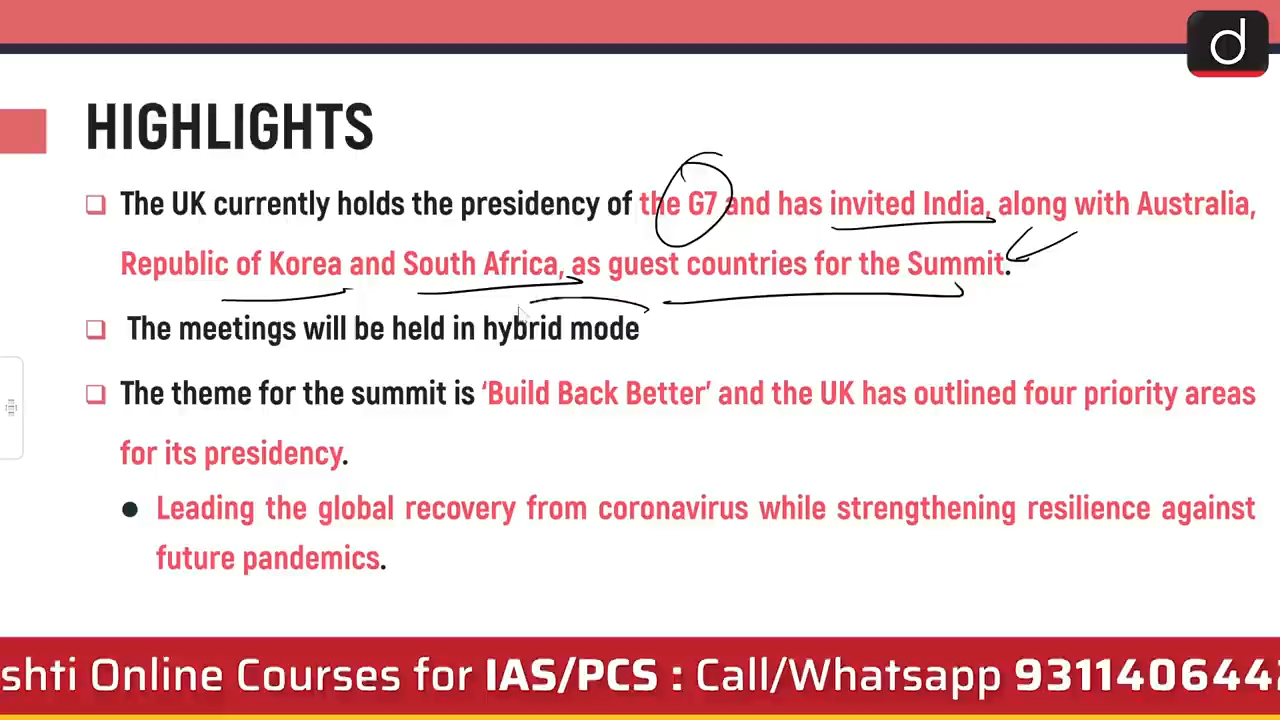 d
HIGHLIGHTS
The UK currently holds the presidency of the G7 and has invited India, along with Australia,
Republic of Korea and South Africa, as guest countries for the Summit.
The meetings will be held in hybrid mode
The theme for the summit is ‘Build Back Better’ and the UK has outlined four priority areas
for its presidency.
Leading the global recovery from coronavirus while strengthening resilience against
future pandemics.
shti Online Courses for IAS/PCS : Call/Whatsapp 931140644